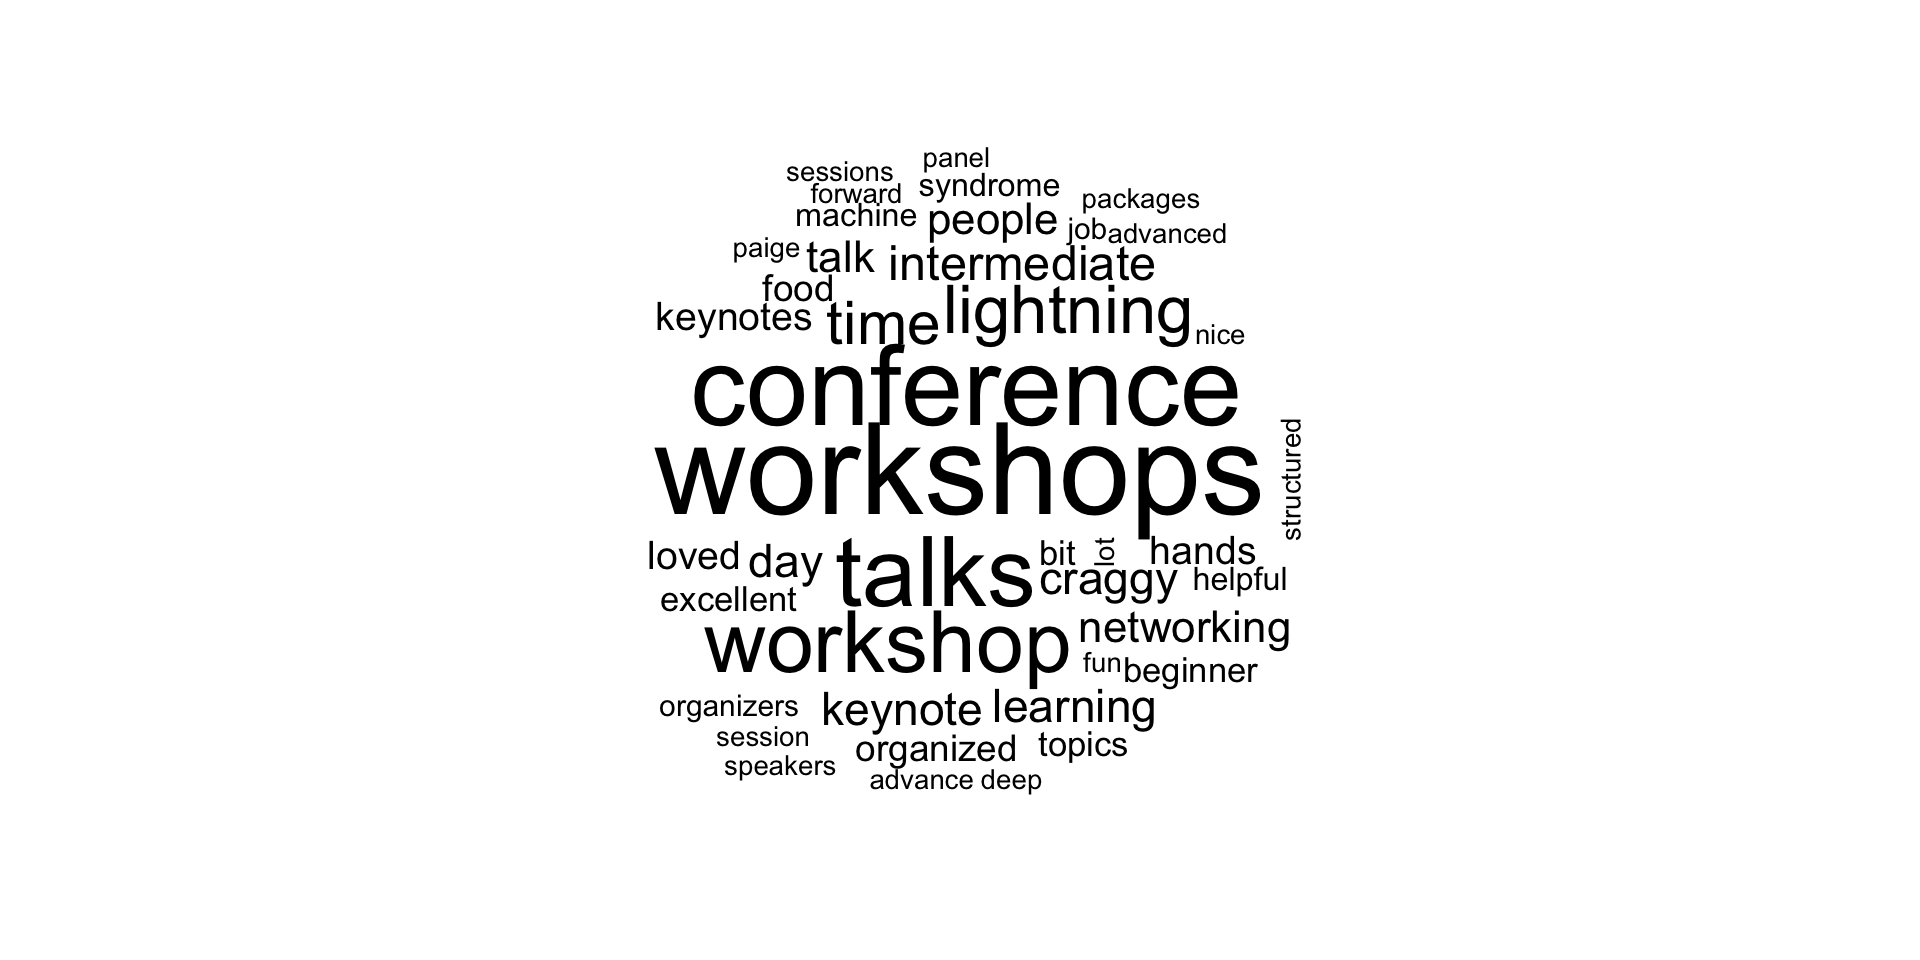 panel
sessions
syndrome
forward
packages
machine people
job advanced
paige talk intermediate
food
keynotes time lightning
nice
conference
workshops
structured
loved day talks bit lot hands
craggy helpful
excellent
workshop networking
fun beginner
organizers keynote learning
session organized topics
speakers
advance deep